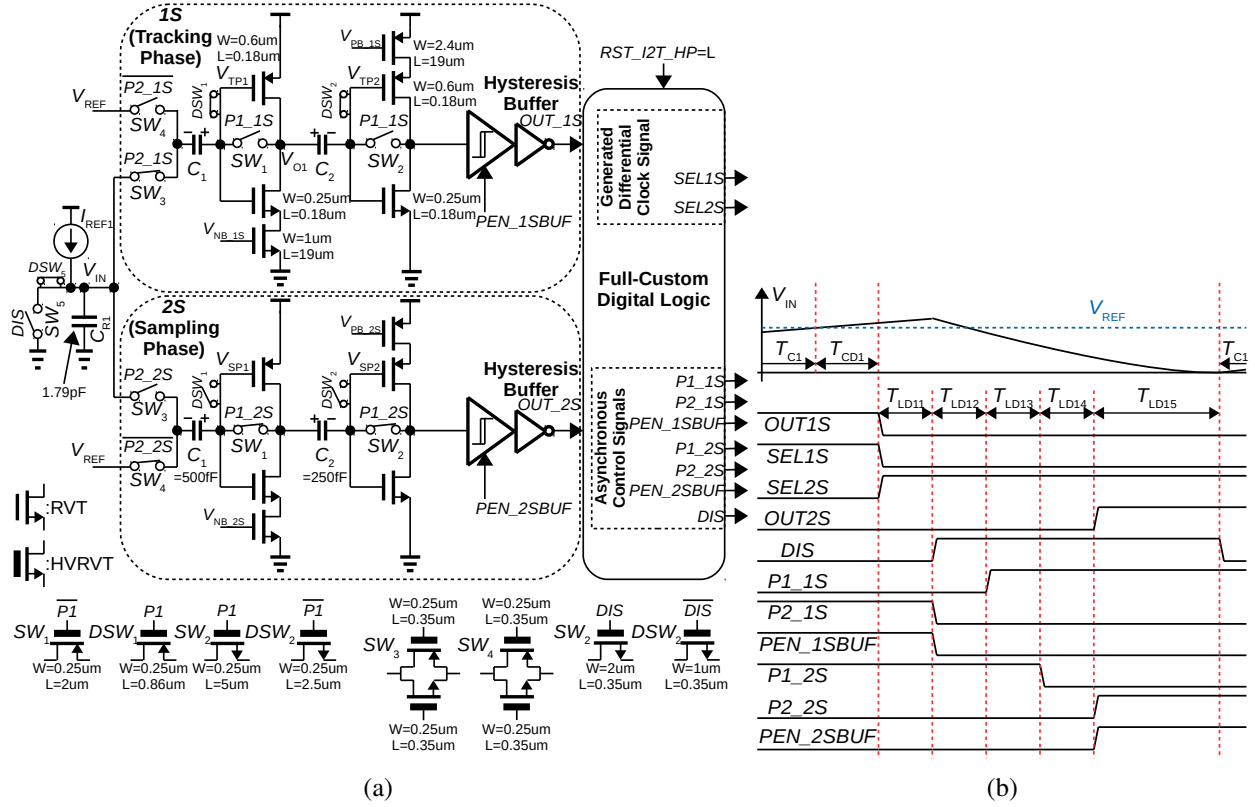 1S
(Tracking
Phase)
W=0.6um
L=0.18um
V_PB_1S
W=2.4um
L=19um
RST_I2T_HP=L
P2_1S
V_TP1
DSW_1
V_TP2
DSW_2
W=0.6um
L=0.18um
Hysteresis
Buffer
OUT_1S
V_REF
SW_4
P1_1S
P1_1S
− +
+ −
C_1
SW_1
V_O1
C_2
SW_2
P2_1S
SW_3
W=0.25um
L=0.18um
W=0.25um
L=0.18um
PEN_1SBUF
V_NB_1S
W=1um
L=19um
Generated
Differential
Clock Signal
SEL1S
SEL2S
I_REF1
DSW_5
V_IN
DIS
SW_5
C_R1
1.79pF
Full-Custom
Digital Logic
2S
(Sampling
Phase)
V_PB_2S
V_SP1
DSW_1
V_SP2
DSW_2
Hysteresis
Buffer
OUT_2S
P2_2S
SW_3
P1_2S
P1_2S
− +
+ −
P2_2S
V_REF
SW_4
C_1
=500fF
SW_1
C_2
=250fF
SW_2
PEN_2SBUF
V_NB_2S
Asynchronous
Control Signals
P1_1S
P2_1S
PEN_1SBUF
P1_2S
P2_2S
PEN_2SBUF
DIS
:RVT
:HVRVT
P1
SW_1
W=0.25um
L=2um
P1
DSW_1
W=0.25um
L=0.86um
P1
SW_2
W=0.25um
L=5um
P1
DSW_2
W=0.25um
L=2.5um
W=0.25um
L=0.35um
SW_3
W=0.25um
L=0.35um
W=0.25um
L=0.35um
SW_4
W=0.25um
L=0.35um
DIS
SW_2
W=2um
L=0.35um
DIS
DSW_2
W=1um
L=0.35um
(a)
V_IN
V_REF
T_C1
T_CD1
T_C1
T_LD11
T_LD12
T_LD13
T_LD14
T_LD15
OUT1S
SEL1S
SEL2S
OUT2S
DIS
P1_1S
P2_1S
PEN_1SBUF
P1_2S
P2_2S
PEN_2SBUF
(b)